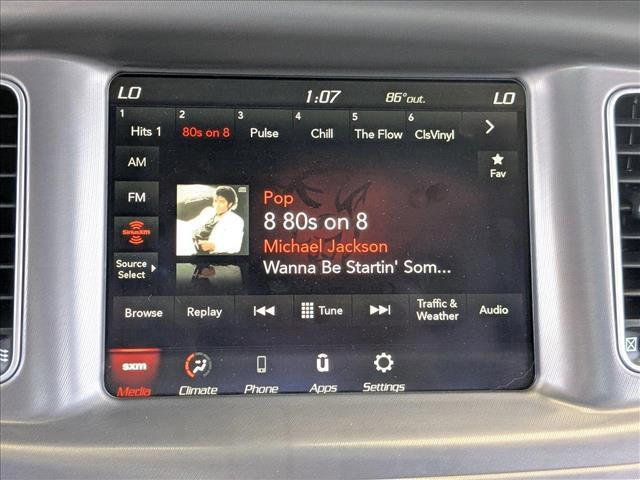 LO 1:07 86°out. LO
1 2 3 4 5 6
Hits 1 80s on 8 Pulse Chill The Flow ClsVinyl
AM
Fav
FM
Pop
8 80s on 8
SiriusXM
Michael Jackson
Source
Select
Wanna Be Startin' Som...
Browse Replay Tune Traffic &
Weather Audio
sxm
Media Climate Phone Apps Settings